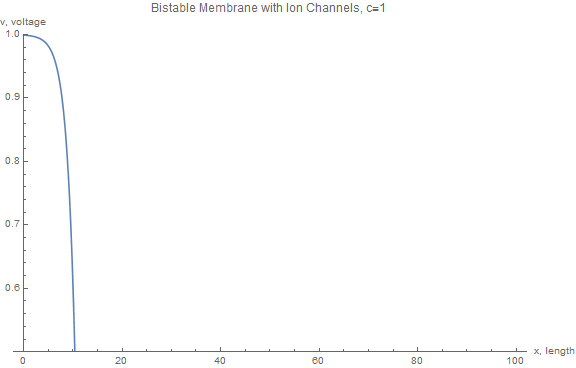 Bistable Membrane with Ion Channels, c=1
v, voltage
1.0
0.9
0.8
0.7
0.6
0 20 40 60 80 100 x, length